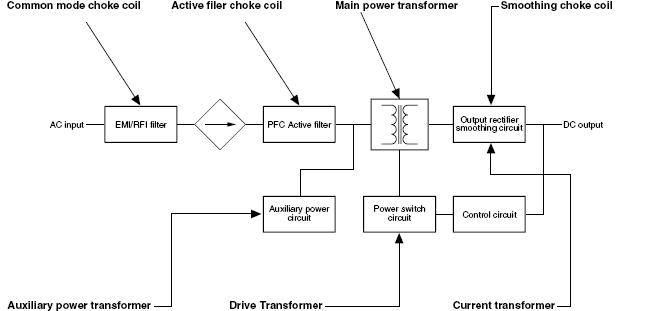 Common mode choke coil
Active filer choke coil
Main power transformer
Smoothing choke coil
AC input
EMI/RFI filter
PFC Active filter
Output rectifier
smoothing circuit
DC output
Auxiliary power
circuit
Power switch
circuit
Control circuit
Auxiliary power transformer
Drive Transformer
Current transformer